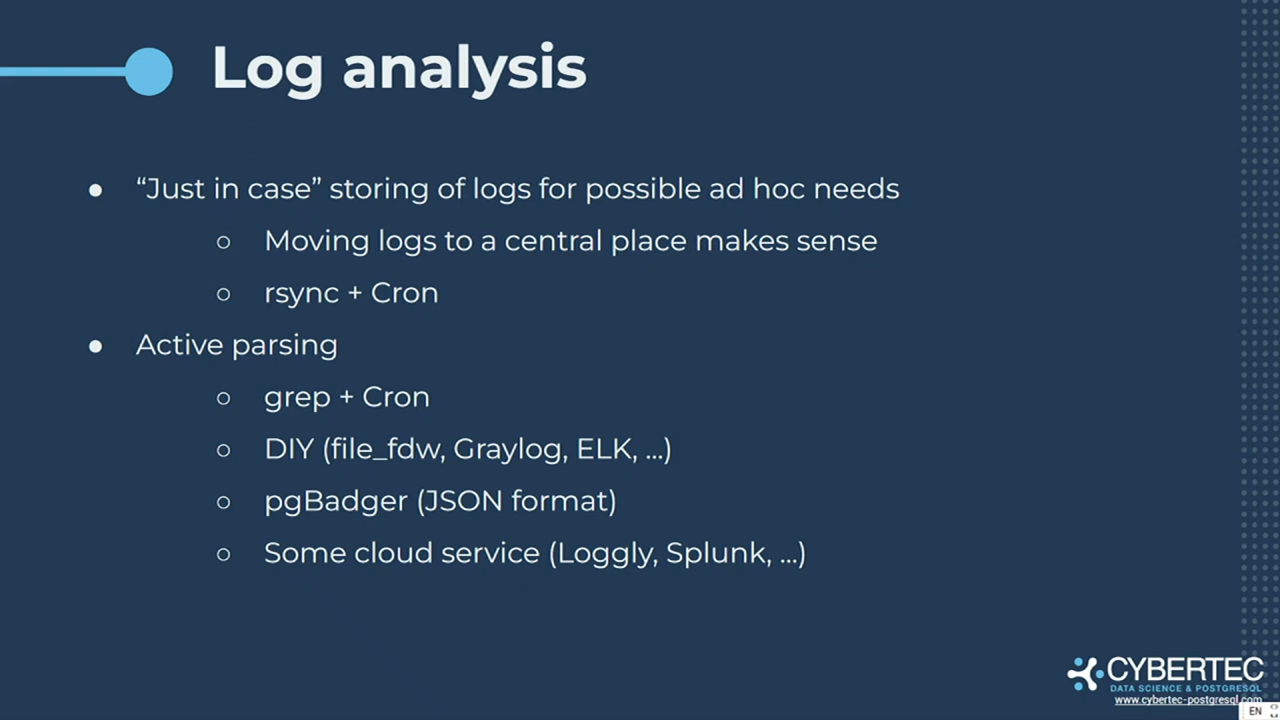 Log analysis
● “Just in case” storing of logs for possible ad hoc needs
○ Moving logs to a central place makes sense
○ rsync + Cron
● Active parsing
○ grep + Cron
○ DIY (file_fdw, Graylog, ELK, ...)
○ pgBadger (JSON format)
○ Some cloud service (Loggly, Splunk, ...)
CYBERTEC
DATA SCIENCE & POSTGRESQL
www.cybertec-postgresql.com
EN